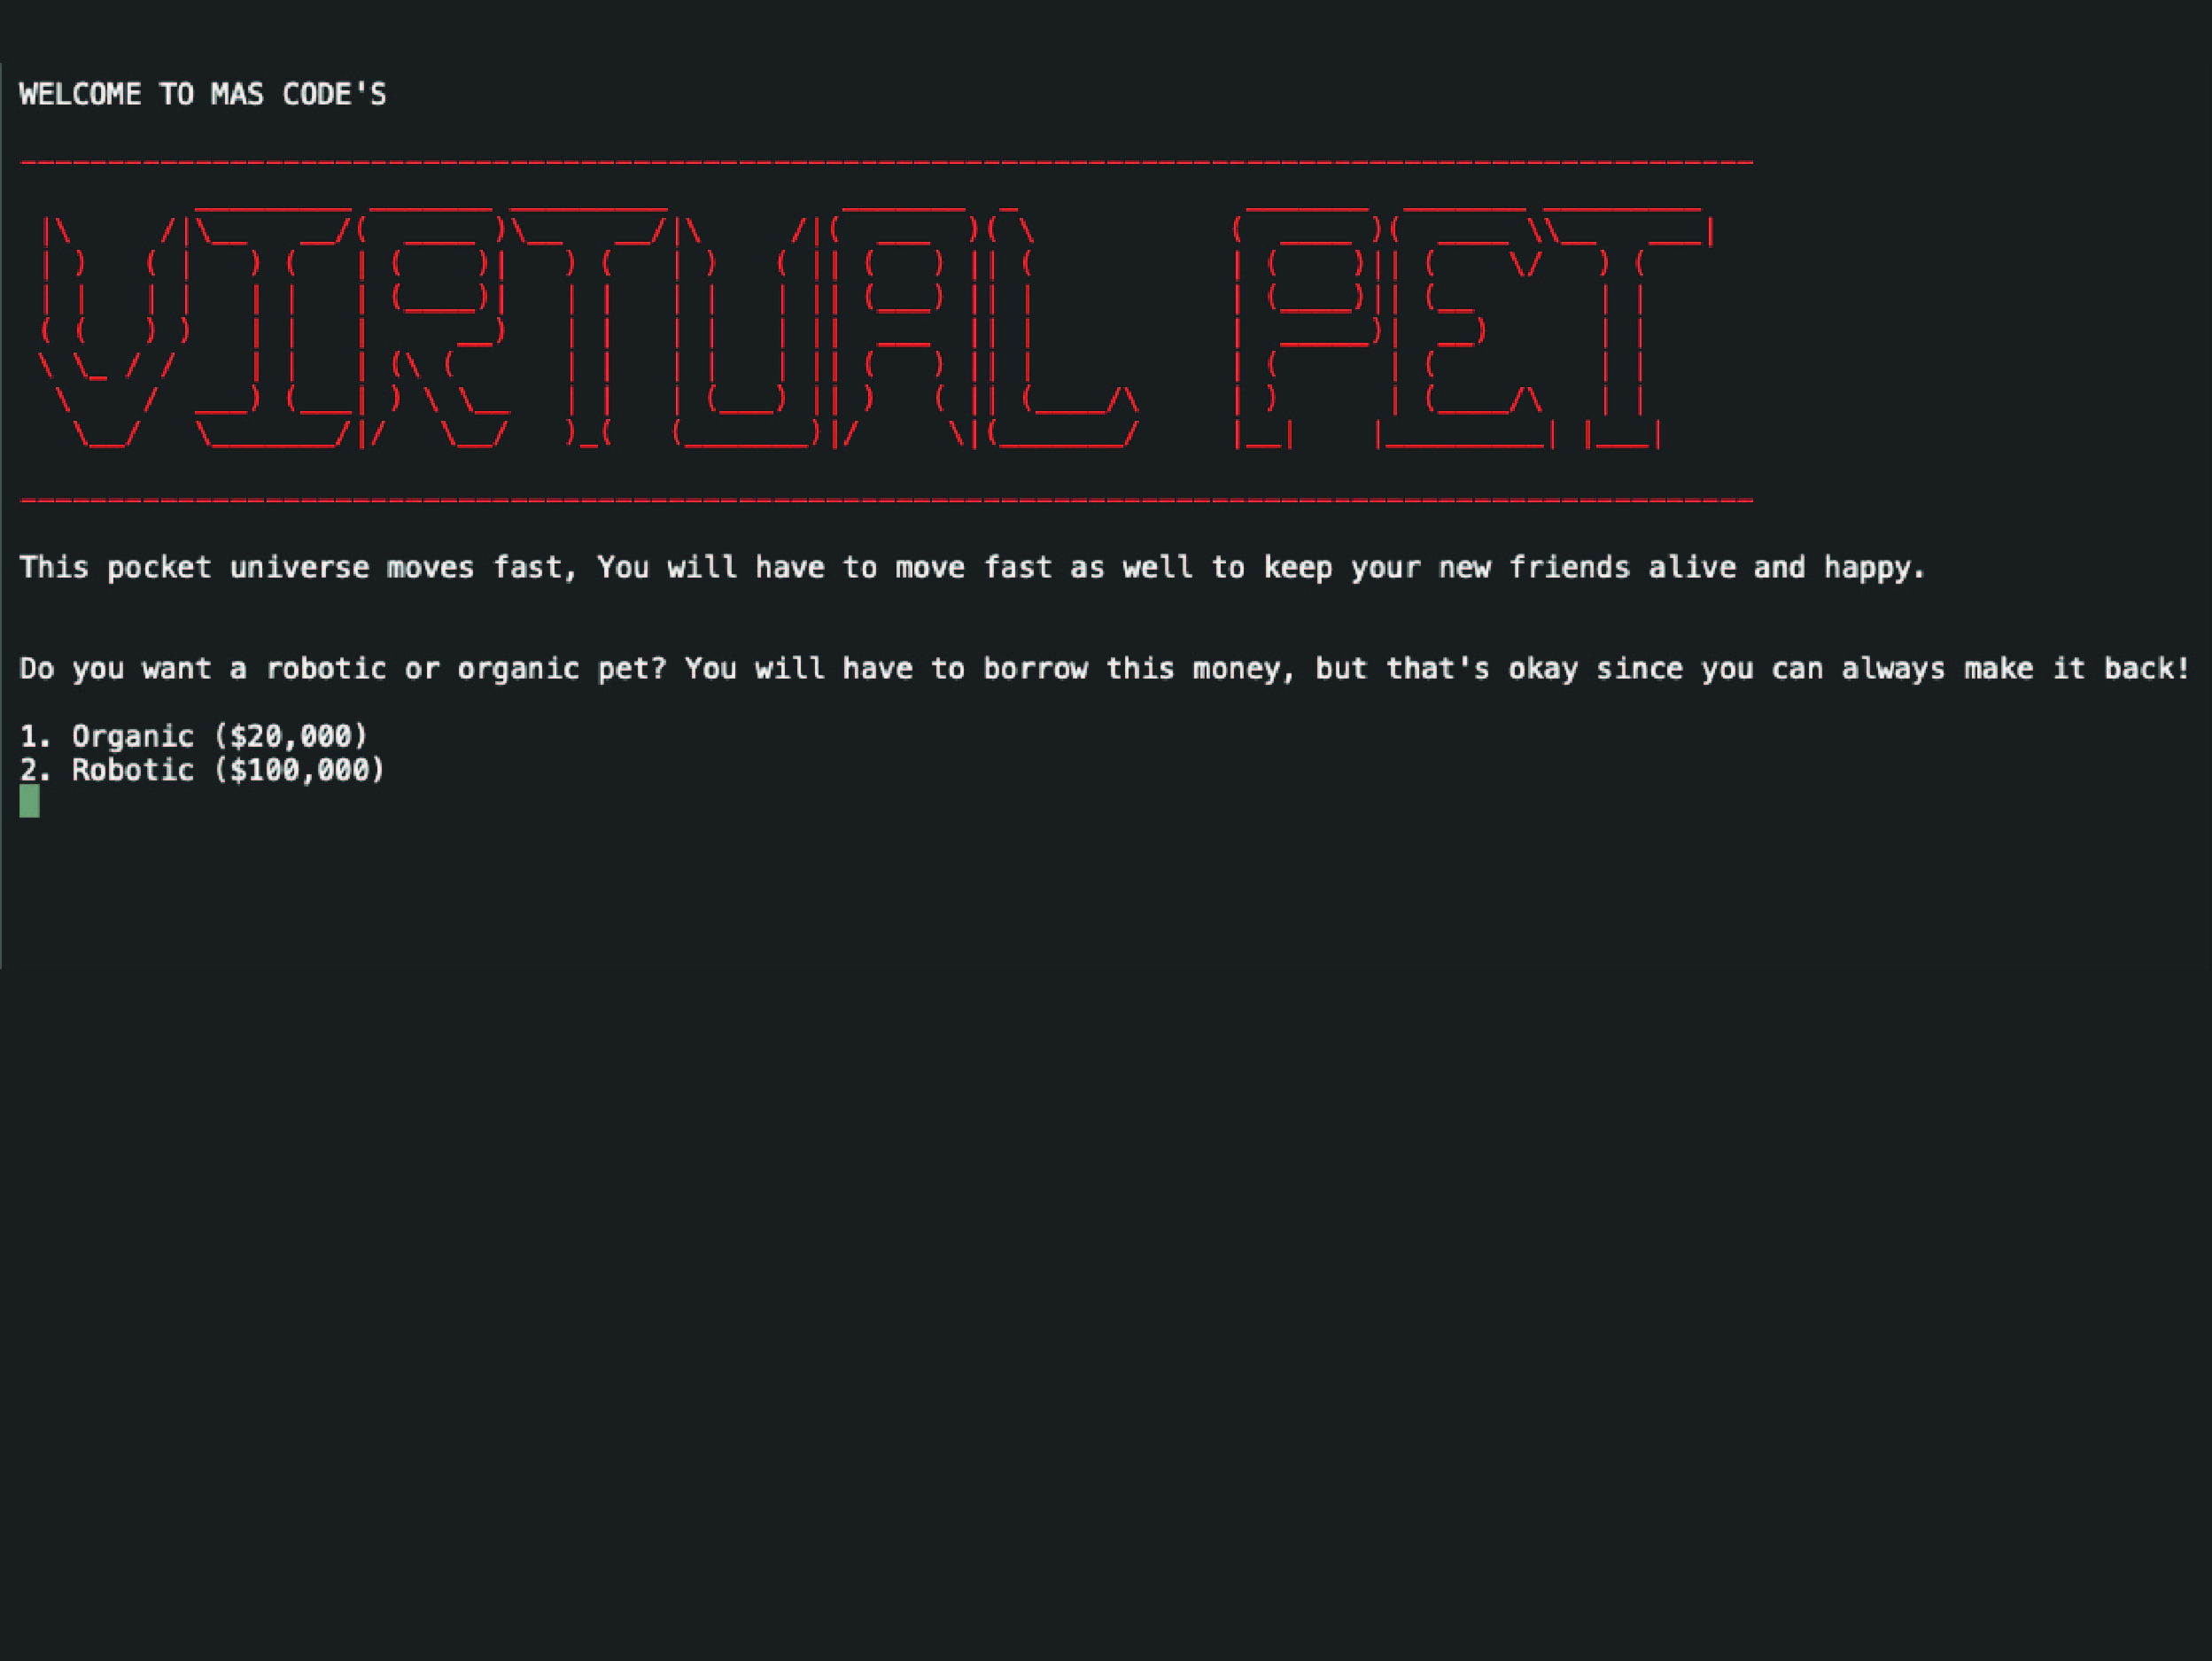 WELCOME TO MAS CODE'S
VIRTUAL PET
This pocket universe moves fast, You will have to move fast as well to keep your new friends alive and happy.
Do you want a robotic or organic pet? You will have to borrow this money, but that's okay since you can always make it back!
1. Organic ($20,000)
2. Robotic ($100,000)